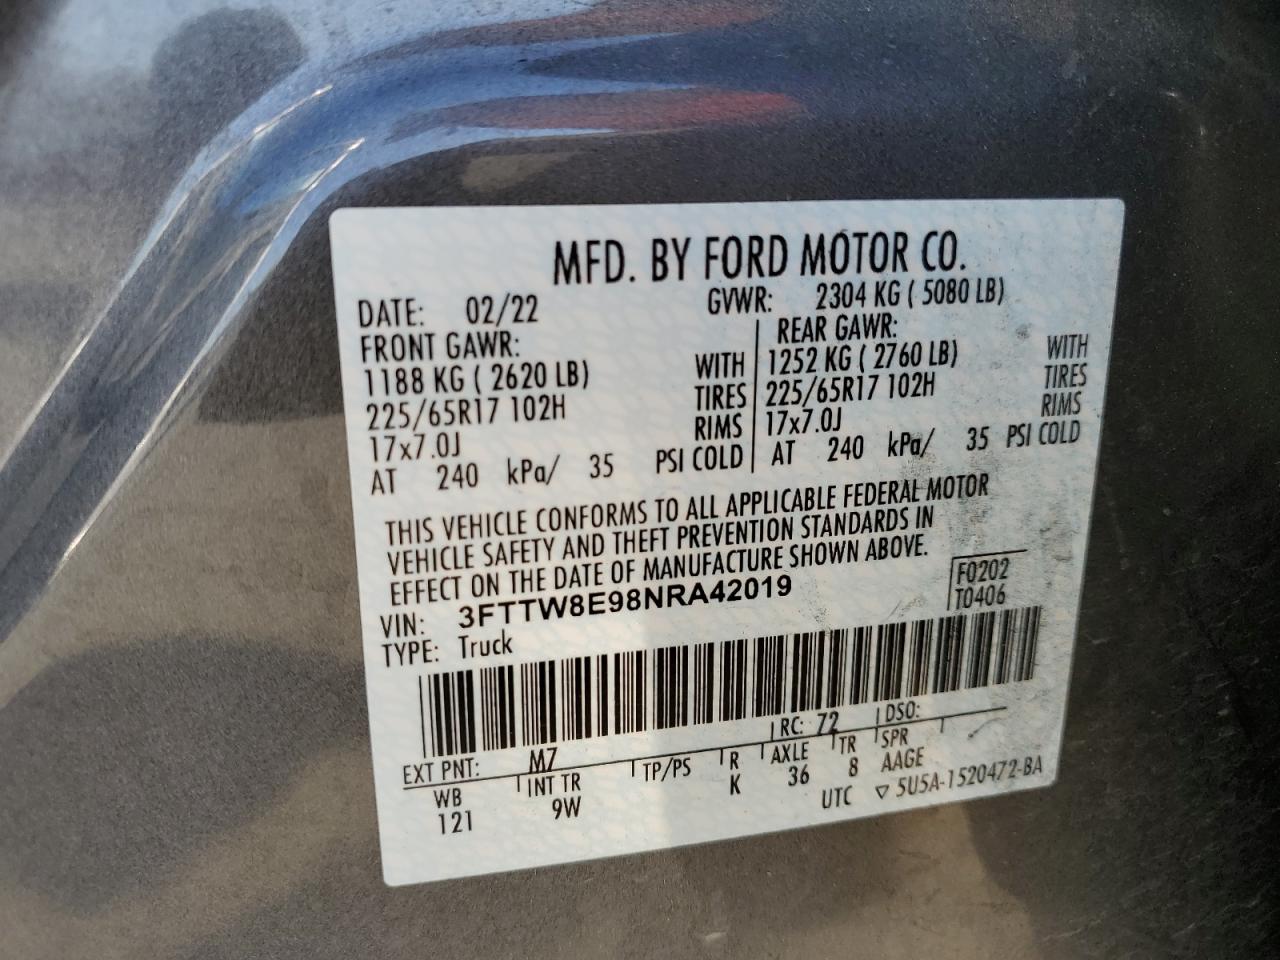 MFD. BY FORD MOTOR CO.
DATE: 02/22 GVWR: 2304 KG ( 5080 LB)
FRONT GAWR: REAR GAWR:
1188 KG ( 2620 LB) WITH 1252 KG ( 2760 LB) WITH
225/65R17 102H TIRES 225/65R17 102H TIRES
17x7.0J RIMS 17x7.0J RIMS
AT 240 kPa/ 35 PSI COLD AT 240 kPa/ 35 PSI COLD
THIS VEHICLE CONFORMS TO ALL APPLICABLE FEDERAL MOTOR
VEHICLE SAFETY AND THEFT PREVENTION STANDARDS IN
EFFECT ON THE DATE OF MANUFACTURE SHOWN ABOVE.
VIN: 3FTTW8E98NRA42019 F0202
TYPE: Truck T0406
EXT PNT: M7 RC: 72 DSO:
WB INT TR TP/PS R AXLE TR SPR
121 9W K 36 8 AAGE
UTC ▽ 5U5A-1520472-BA